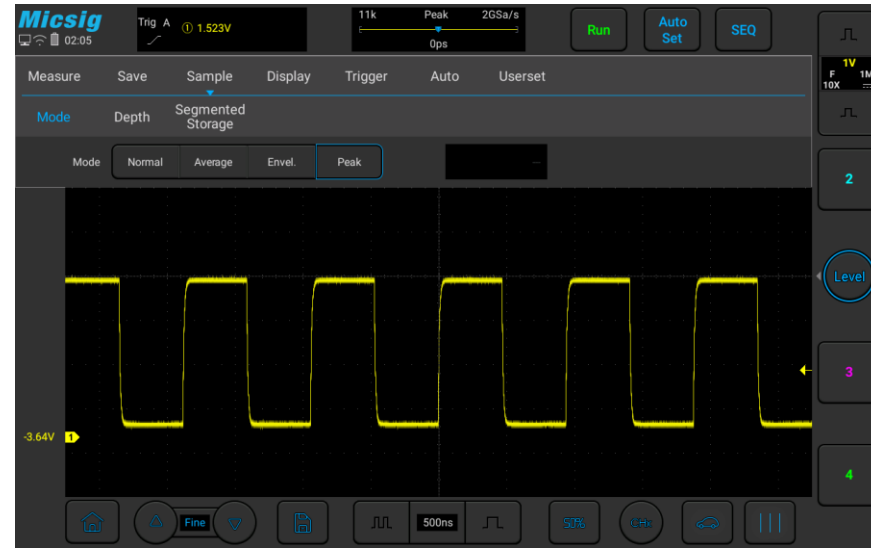 Micsig
02:05
Trig A ① 1.523V
11k Peak 2GSa/s
0ps
Run
Auto Set
SEQ
Measure Save Sample Display Trigger Auto Userset
1V
F 1M
10X
Mode Depth Segmented Storage
Mode Normal Average Envel. Peak
2
Level
3
-3.64V 1
4
Fine
500ns
50%